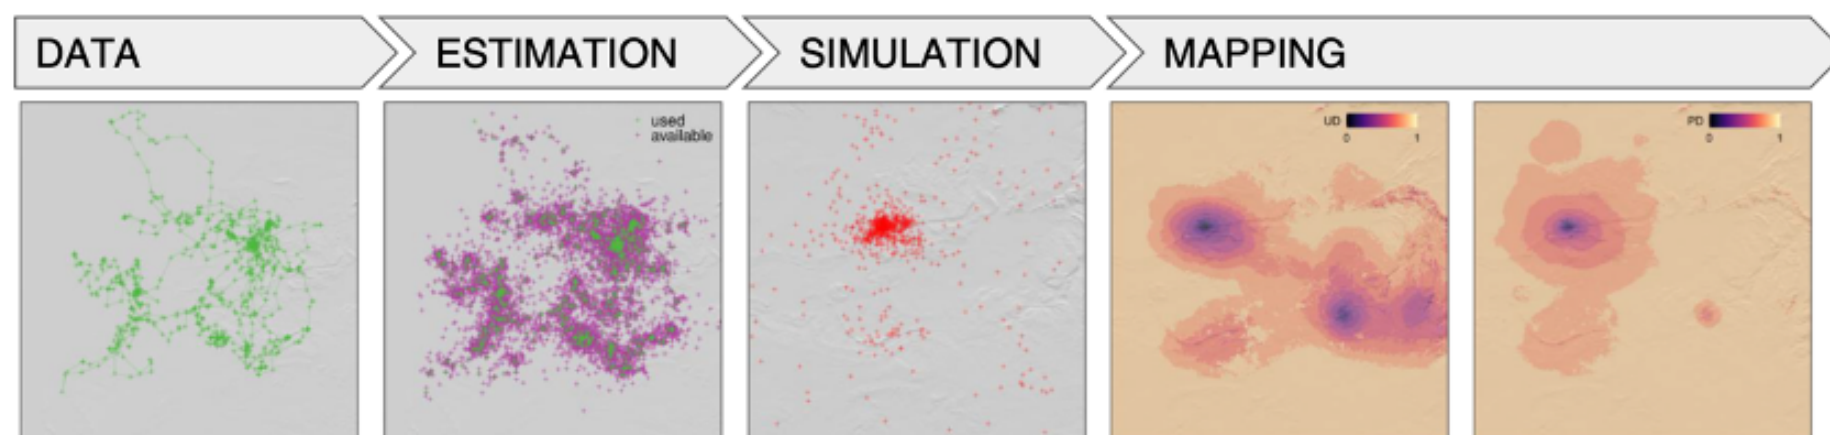 DATA
ESTIMATION
SIMULATION
MAPPING
used
available
UD
0 1
PD
0 1